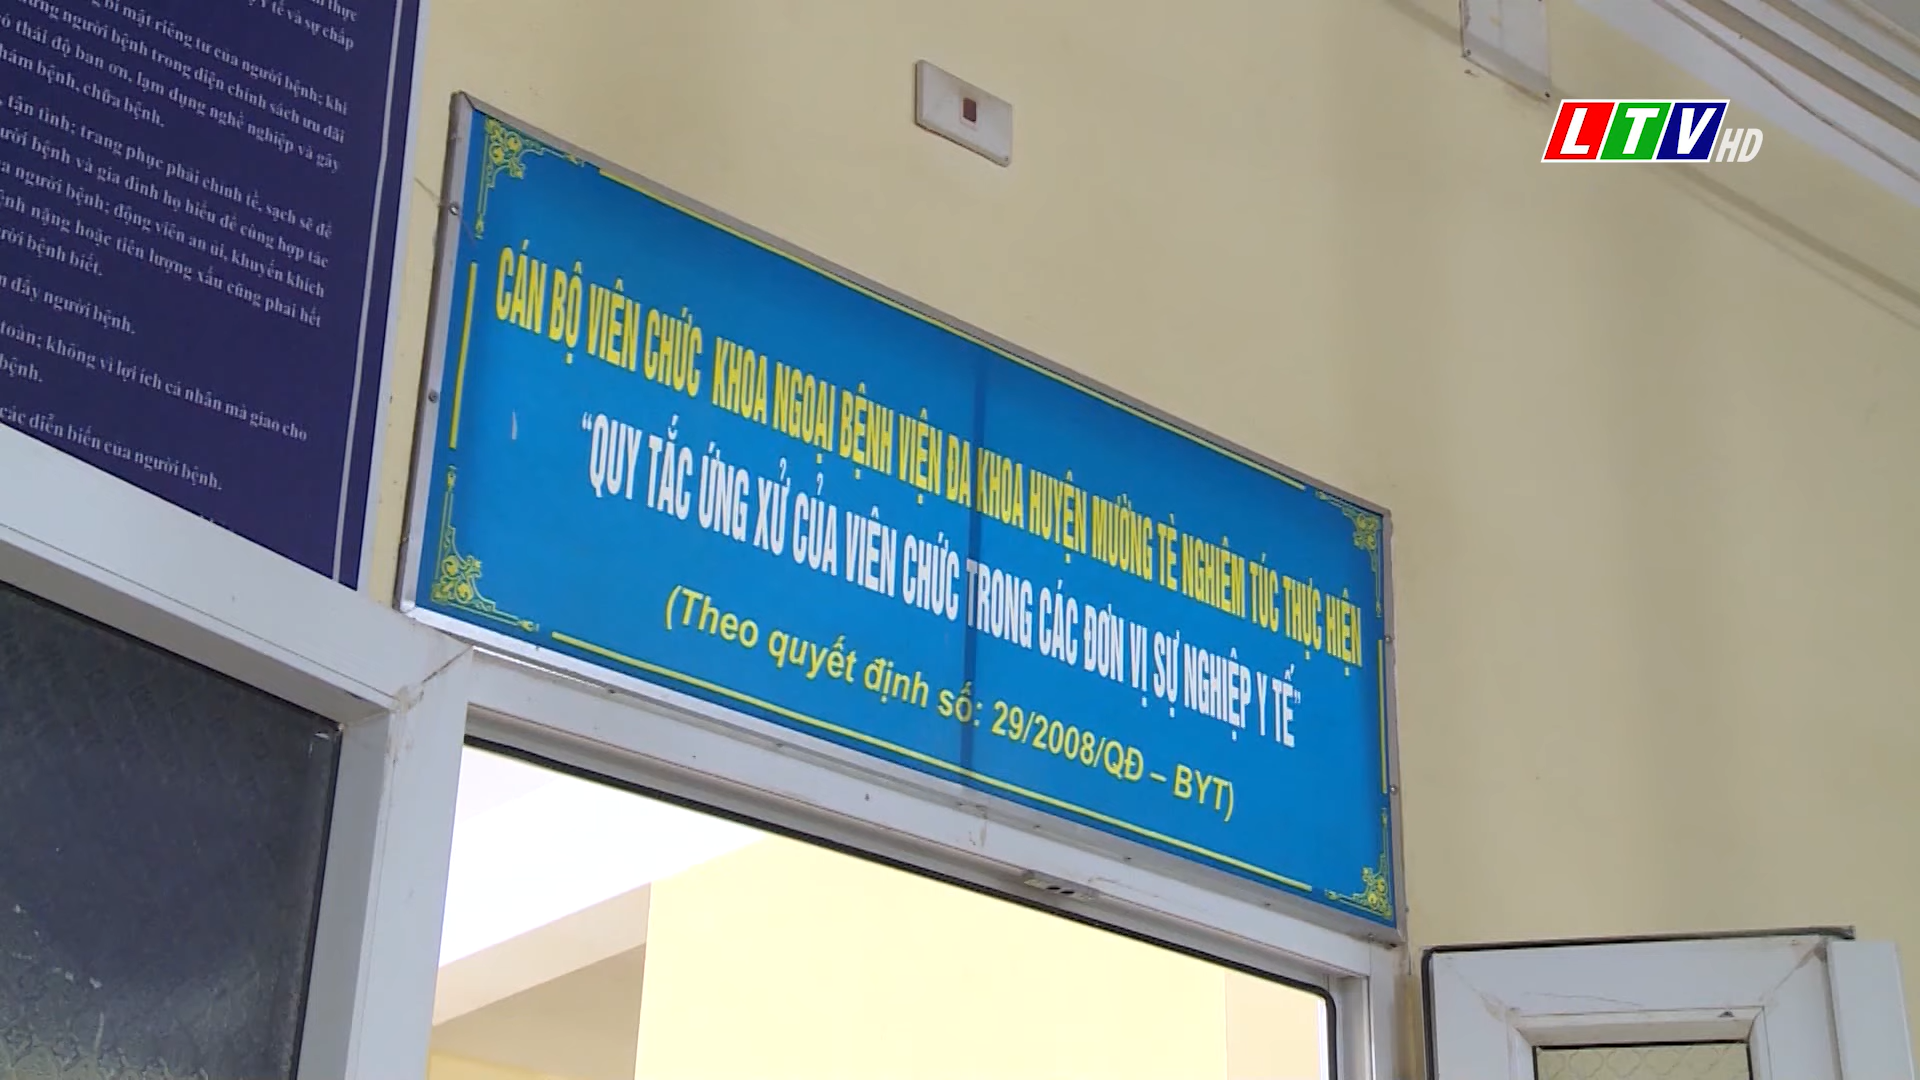 bí mật riêng tư của người bệnh; khi
người bệnh trong diện chính sách ưu đãi
thái độ ban ơn, lạm dụng nghề nghiệp và gây
khám bệnh, chữa bệnh.
tận tình; trang phục phải chỉnh tề, sạch sẽ để
bệnh và gia đình họ hiểu để cùng hợp tác
người bệnh; động viên an ủi, khuyến khích
nặng hoặc tiên lượng xấu cũng phải hết
bệnh biết.
đẩy người bệnh.
toàn; không vì lợi ích cá nhân mà giao cho
bệnh.
các diễn biến của người bệnh.
CÁN BỘ VIÊN CHỨC KHOA NGOẠI BỆNH VIỆN ĐA KHOA HUYỆN MƯỜNG TÈ NGHIÊM TÚC THỰC HIỆN
“QUY TẮC ỨNG XỬ CỦA VIÊN CHỨC TRONG CÁC ĐƠN VỊ SỰ NGHIỆP Y TẾ”
(Theo quyết định số: 29/2008/QĐ – BYT)
LTV HD